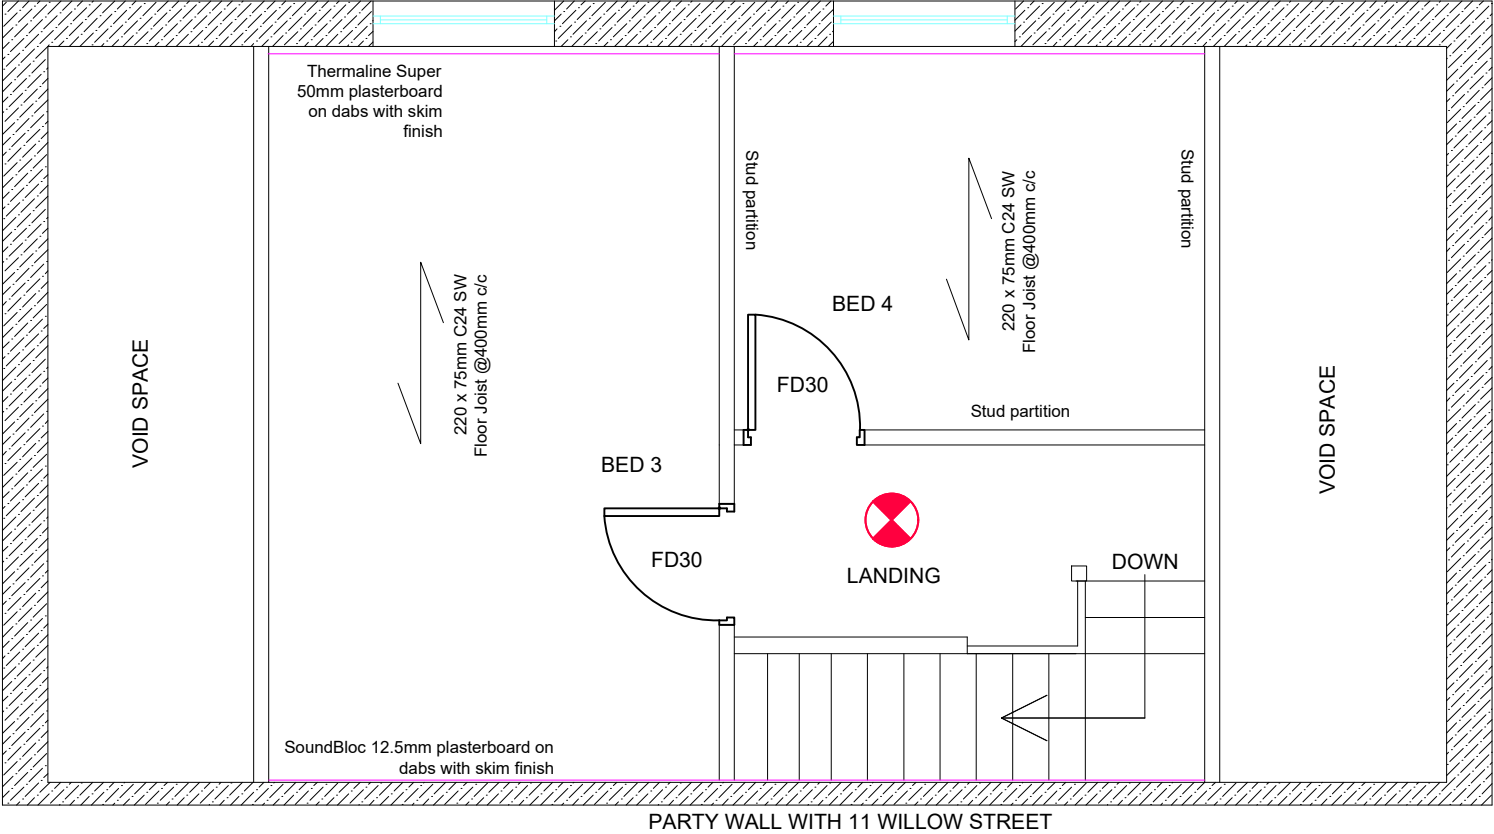 Thermaline Super
50mm plasterboard
on dabs with skim
finish
Stud partition
Stud partition
220 x 75mm C24 SW
Floor Joist @400mm c/c
220 x 75mm C24 SW
Floor Joist @400mm c/c
BED 4
VOID SPACE
VOID SPACE
FD30
Stud partition
BED 3
FD30
LANDING
DOWN
SoundBloc 12.5mm plasterboard on
dabs with skim finish
PARTY WALL WITH 11 WILLOW STREET